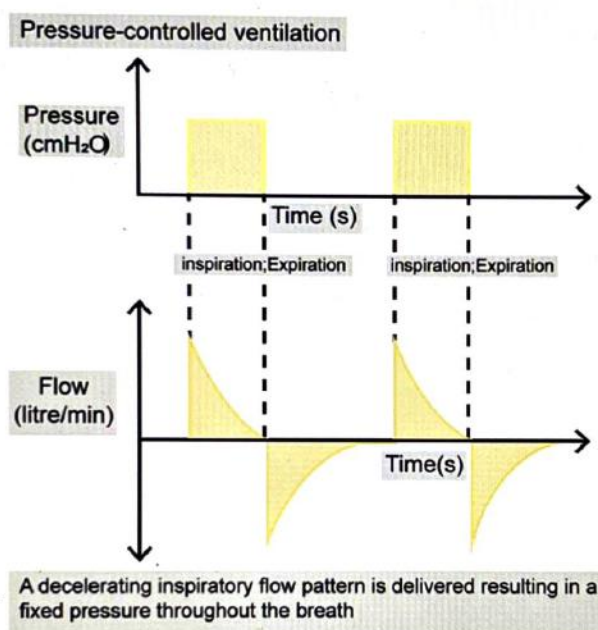 Pressure-controlled ventilation
Pressure
(cmH₂O)
Time (s)
inspiration;Expiration
inspiration;Expiration
Flow
(litre/min)
Time(s)
A decelerating inspiratory flow pattern is delivered resulting in a
fixed pressure throughout the breath